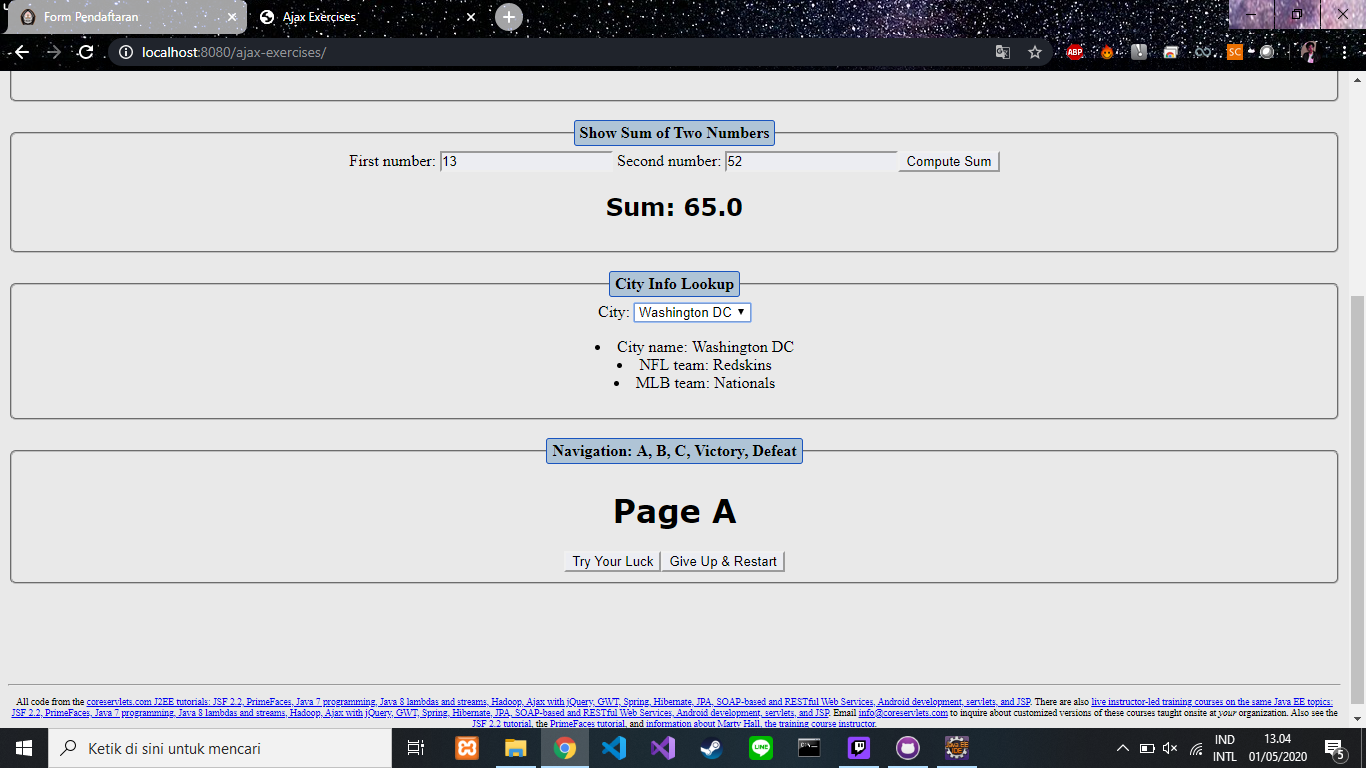 Form Pendaftaran
Ajax Exercises
localhost:8080/ajax-exercises/
ABP
SC
Show Sum of Two Numbers
First number: 13 Second number: 52 Compute Sum
Sum: 65.0
City Info Lookup
City: Washington DC
City name: Washington DC
NFL team: Redskins
MLB team: Nationals
Navigation: A, B, C, Victory, Defeat
Page A
Try Your Luck Give Up & Restart
All code from the coreservlets.com J2EE tutorials: JSF 2.2, PrimeFaces, Java 7 programming, Java 8 lambdas and streams, Hadoop, Ajax with jQuery, GWT, Spring, Hibernate, JPA, SOAP-based and RESTful Web Services, Android development, servlets, and JSP. There are also live instructor-led training courses on the same Java EE topics:
JSF 2.2, PrimeFaces, Java 7 programming, Java 8 lambdas and streams, Hadoop, Ajax with jQuery, GWT, Spring, Hibernate, JPA, SOAP-based and RESTful Web Services, Android development, servlets, and JSP. Email info@coreservlets.com to inquire about customized versions of these courses taught onsite at your organization. Also see the
JSF 2.2 tutorial, the PrimeFaces tutorial, and information about Marty Hall, the training course instructor.
Ketik di sini untuk mencari
LINE
IND
INTL
13.04
01/05/2020
5